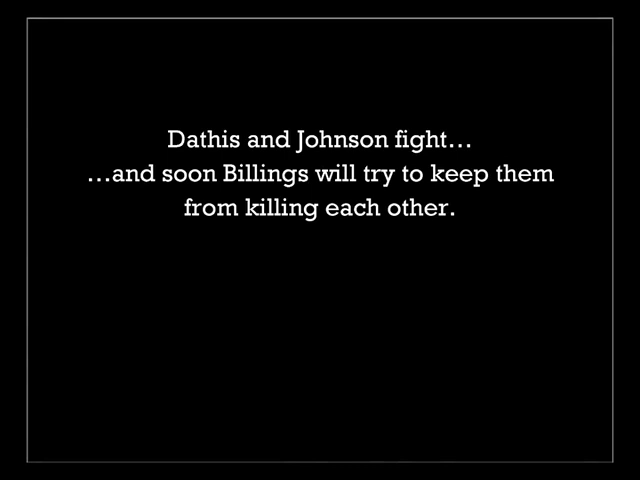 Dathis and Johnson fight…
…and soon Billings will try to keep them
from killing each other.